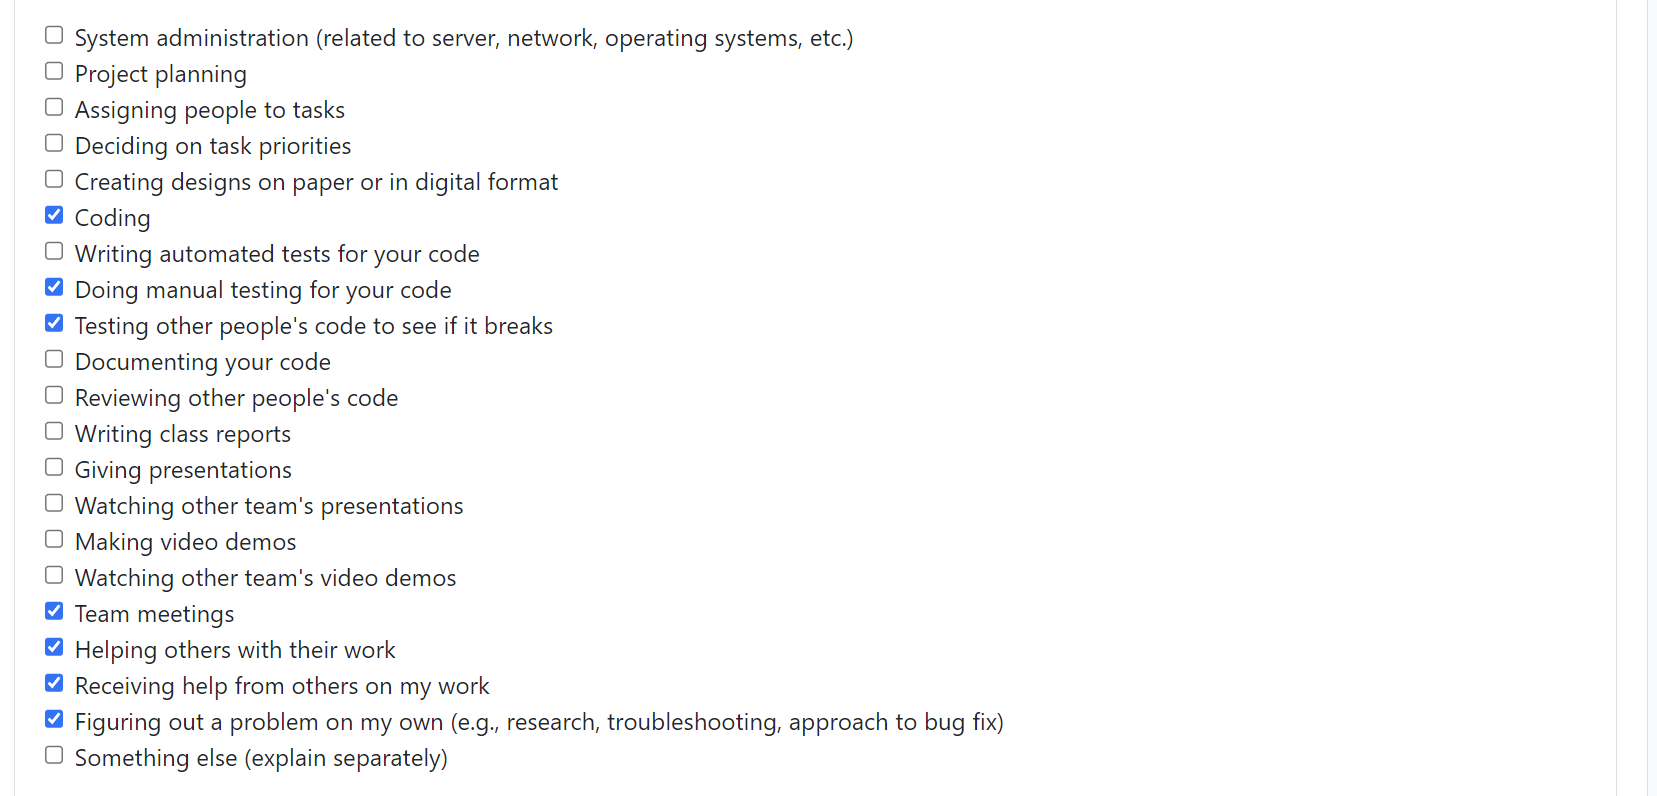 System administration (related to server, network, operating systems, etc.)
Project planning
Assigning people to tasks
Deciding on task priorities
Creating designs on paper or in digital format
Coding
Writing automated tests for your code
Doing manual testing for your code
Testing other people's code to see if it breaks
Documenting your code
Reviewing other people's code
Writing class reports
Giving presentations
Watching other team's presentations
Making video demos
Watching other team's video demos
Team meetings
Helping others with their work
Receiving help from others on my work
Figuring out a problem on my own (e.g., research, troubleshooting, approach to bug fix)
Something else (explain separately)